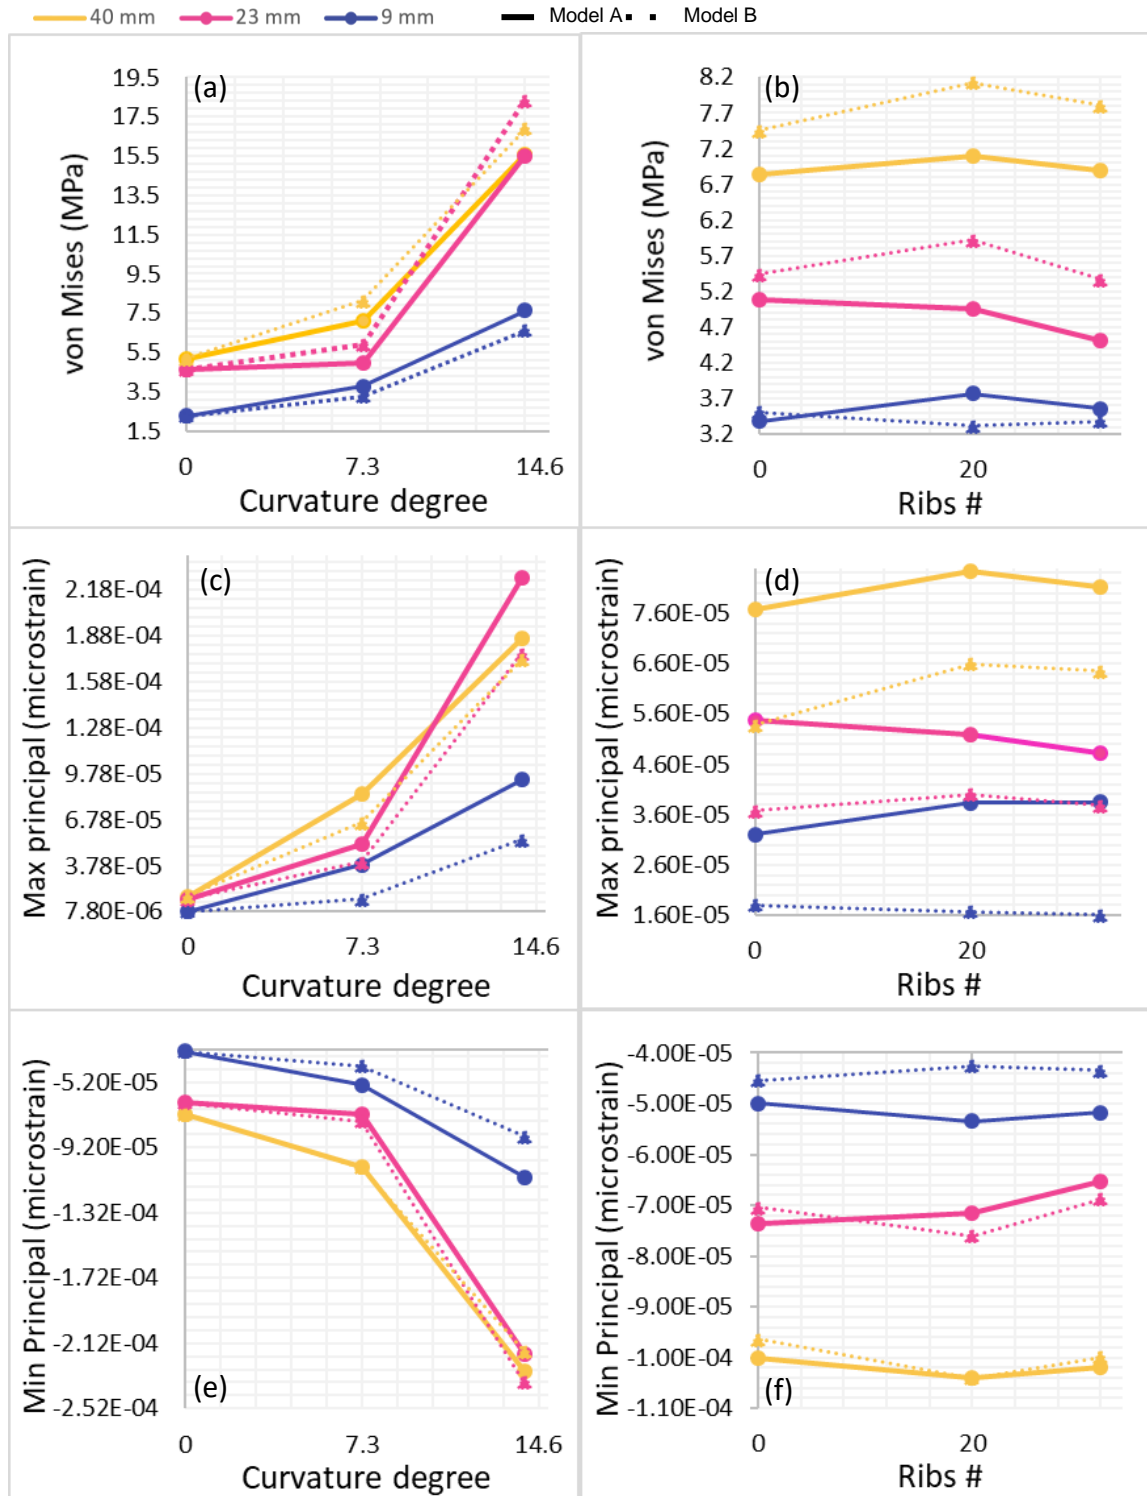 40 mm 23 mm 9 mm Model A Model B
(a)
von Mises (MPa)
19.5
17.5
15.5
13.5
11.5
9.5
7.5
5.5
3.5
1.5
0 7.3 14.6
Curvature degree
(b)
von Mises (MPa)
8.2
7.7
7.2
6.7
6.2
5.7
5.2
4.7
4.2
3.7
3.2
0 20
Ribs #
(c)
Max principal (microstrain)
2.18E-04
1.88E-04
1.58E-04
1.28E-04
9.78E-05
6.78E-05
3.78E-05
7.80E-06
0 7.3 14.6
Curvature degree
(d)
Max principal (microstrain)
7.60E-05
6.60E-05
5.60E-05
4.60E-05
3.60E-05
2.60E-05
1.60E-05
0 20
Ribs #
(e)
Min Principal (microstrain)
-5.20E-05
-9.20E-05
-1.32E-04
-1.72E-04
-2.12E-04
-2.52E-04
0 7.3 14.6
Curvature degree
(f)
Min Principal (microstrain)
-4.00E-05
-5.00E-05
-6.00E-05
-7.00E-05
-8.00E-05
-9.00E-05
-1.00E-04
-1.10E-04
0 20
Ribs #